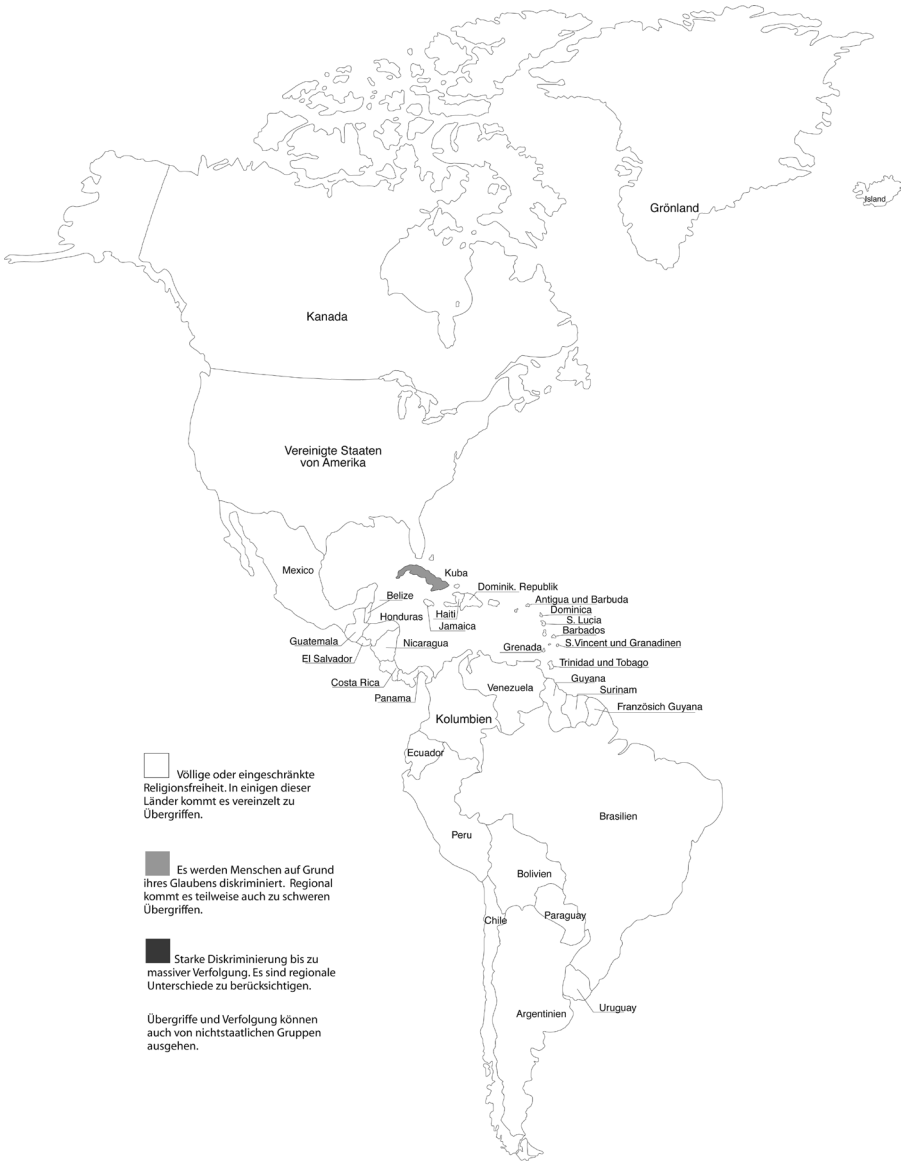 Grönland
Island
Kanada
Vereinigte Staaten
von Amerika
Mexico
Kuba
Dominik. Republik
Belize
Antigua und Barbuda
Dominica
Honduras
Haiti
S. Lucia
Jamaica
Barbados
Guatemala
Nicaragua
Grenada
S.Vincent und Granadinen
El Salvador
Trinidad und Tobago
Costa Rica
Venezuela
Guyana
Surinam
Panama
Französich Guyana
Kolumbien
Ecuador
Völlige oder eingeschränkte
Religionsfreiheit. In einigen dieser
Länder kommt es vereinzelt zu
Übergriffen.
Brasilien
Peru
Es werden Menschen auf Grund
ihres Glaubens diskriminiert. Regional
kommt es teilweise auch zu schweren
Übergriffen.
Bolivien
Chile
Paraguay
Starke Diskriminierung bis zu
massiver Verfolgung. Es sind regionale
Unterschiede zu berücksichtigen.
Uruguay
Argentinien
Übergriffe und Verfolgung können
auch von nichtstaatlichen Gruppen
ausgehen.